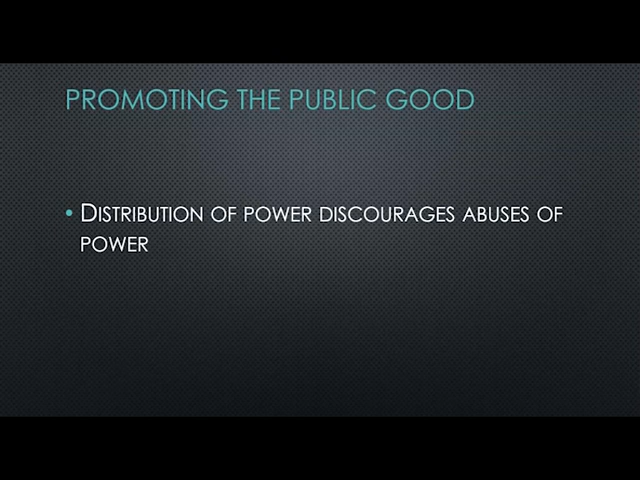 PROMOTING THE PUBLIC GOOD
• DISTRIBUTION OF POWER DISCOURAGES ABUSES OF
POWER